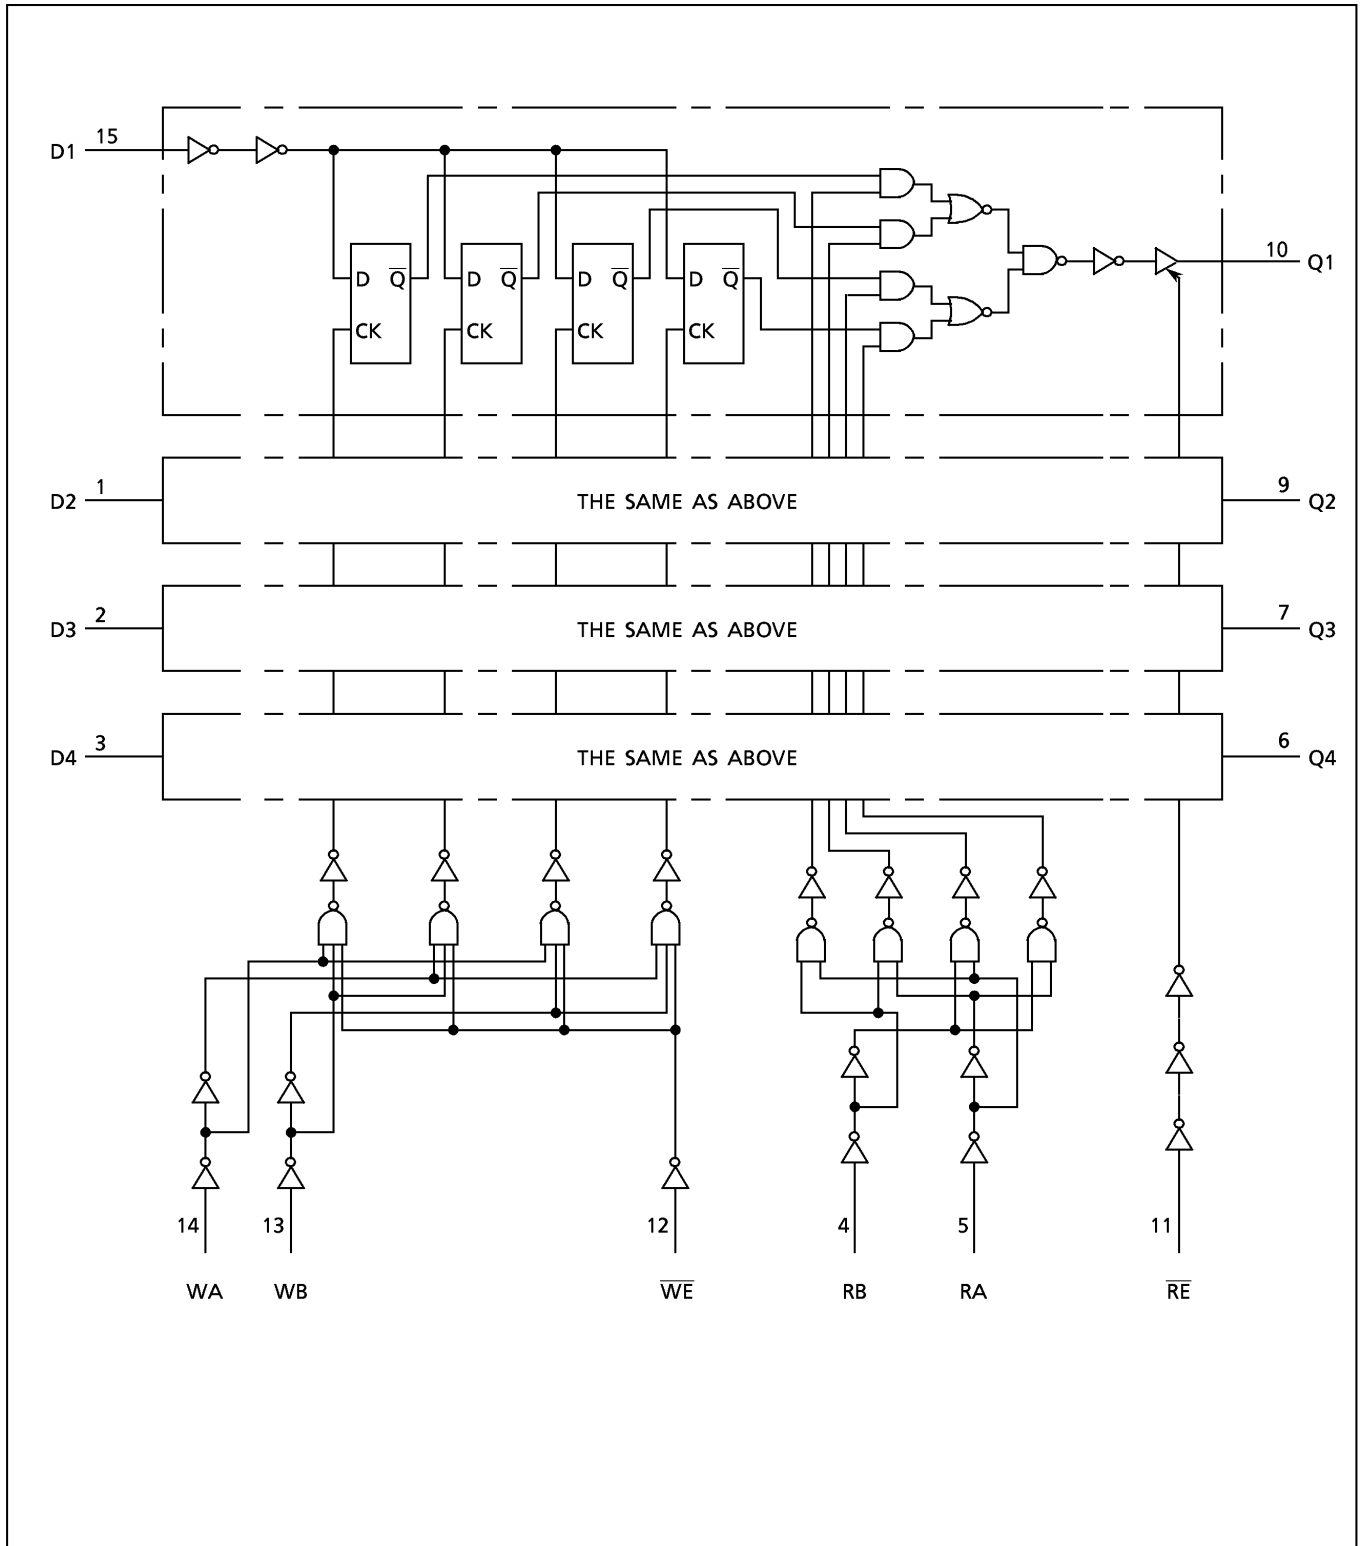 D1 15
D Q̅ D Q̅ D Q̅ D Q̅
CK CK CK CK
10 Q1
D2 1 THE SAME AS ABOVE 9 Q2
D3 2 THE SAME AS ABOVE 7 Q3
D4 3 THE SAME AS ABOVE 6 Q4
14 13 12 4 5 11
WA WB W̅E̅ RB RA R̅E̅